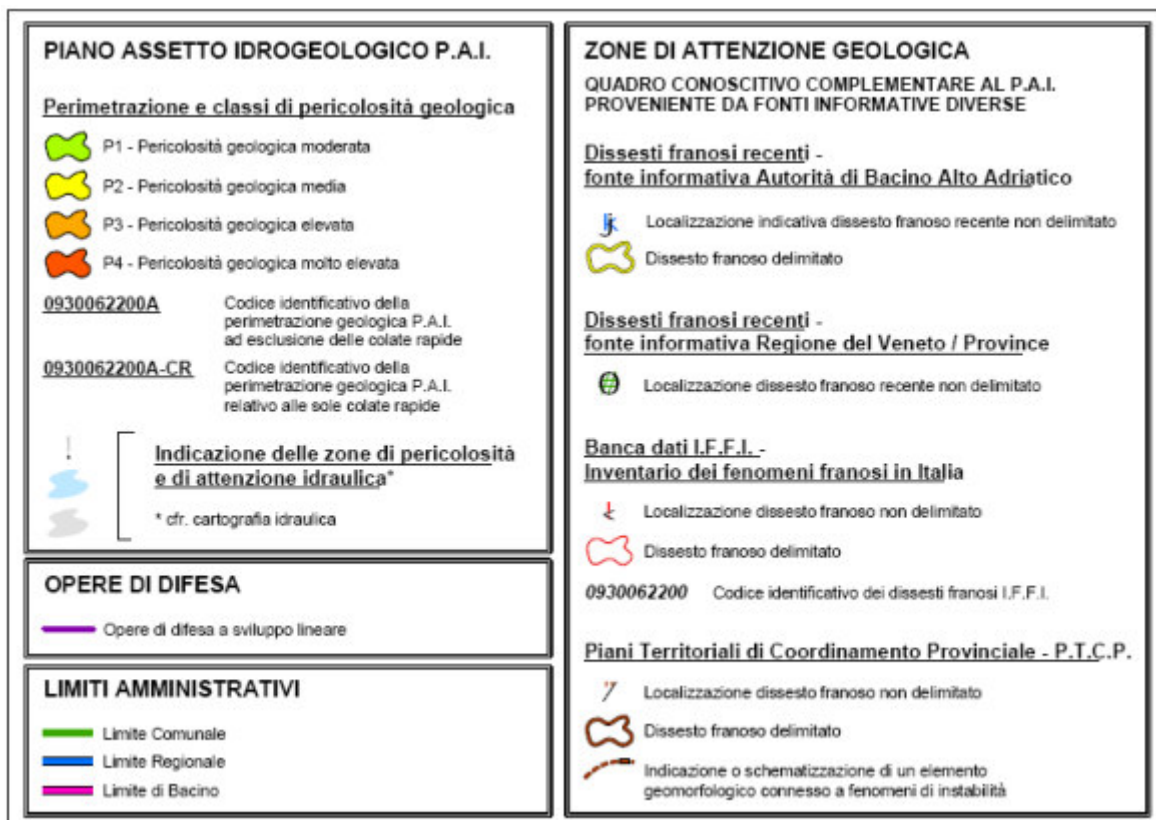 PIANO ASSETTO IDROGEOLOGICO P.A.I.
Perimetrazione e classi di pericolosità geologica
P1 - Pericolosità geologica moderata
P2 - Pericolosità geologica media
P3 - Pericolosità geologica elevata
P4 - Pericolosità geologica molto elevata
0930062200A
Codice identificativo della
perimetrazione geologica P.A.I.
ad esclusione delle colate rapide
0930062200A-CR
Codice identificativo della
perimetrazione geologica P.A.I.
relativo alle sole colate rapide
Indicazione delle zone di pericolosità
e di attenzione idraulica*
* cfr. cartografia idraulica
OPERE DI DIFESA
Opere di difesa a sviluppo lineare
LIMITI AMMINISTRATIVI
Limite Comunale
Limite Regionale
Limite di Bacino
ZONE DI ATTENZIONE GEOLOGICA
QUADRO CONOSCITIVO COMPLEMENTARE AL P.A.I.
PROVENIENTE DA FONTI INFORMATIVE DIVERSE
Dissesti franosi recenti -
fonte informativa Autorità di Bacino Alto Adriatico
Localizzazione indicativa dissesto franoso recente non delimitato
Dissesto franoso delimitato
Dissesti franosi recenti -
fonte informativa Regione del Veneto / Province
Localizzazione dissesto franoso recente non delimitato
Banca dati I.F.F.I. -
Inventario dei fenomeni franosi in Italia
Localizzazione dissesto franoso non delimitato
Dissesto franoso delimitato
0930062200 Codice identificativo dei dissesti franosi I.F.F.I.
Piani Territoriali di Coordinamento Provinciale - P.T.C.P.
Localizzazione dissesto franoso non delimitato
Dissesto franoso delimitato
Indicazione o schematizzazione di un elemento
geomorfologico connesso a fenomeni di instabilità